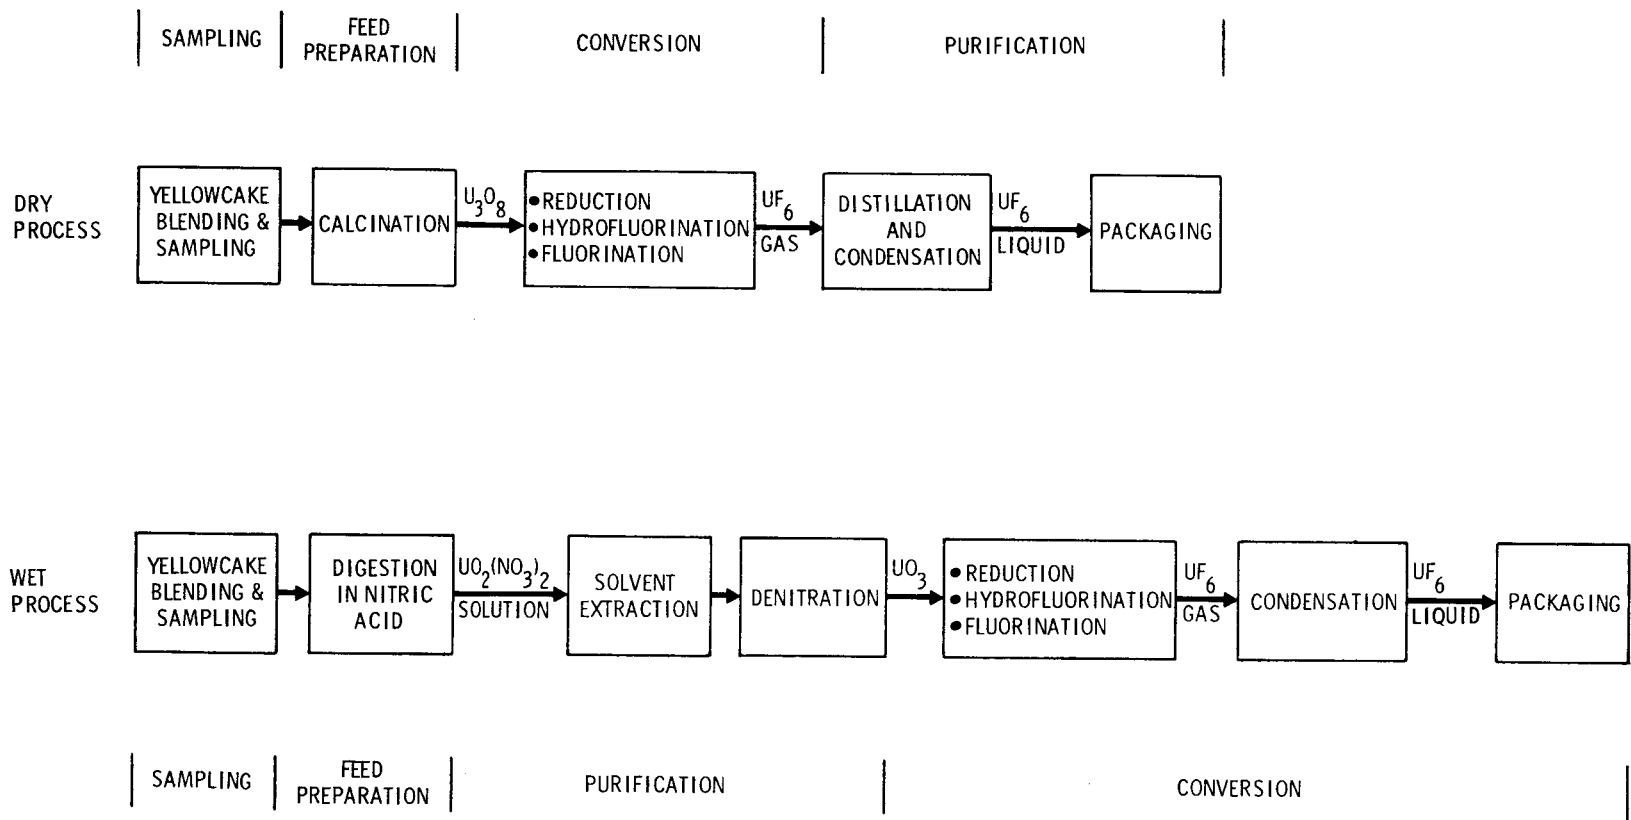 SAMPLING
FEED
PREPARATION
CONVERSION
PURIFICATION
DRY
PROCESS
YELLOWCAKE
BLENDING &
SAMPLING
CALCINATION
U₃O₈
• REDUCTION
• HYDROFLUORINATION
• FLUORINATION
UF₆
GAS
DISTILLATION
AND
CONDENSATION
UF₆
LIQUID
PACKAGING
WET
PROCESS
YELLOWCAKE
BLENDING &
SAMPLING
DIGESTION
IN NITRIC
ACID
UO₂(NO₃)₂
SOLUTION
SOLVENT
EXTRACTION
DENITRATION
UO₃
• REDUCTION
• HYDROFLUORINATION
• FLUORINATION
UF₆
GAS
CONDENSATION
UF₆
LIQUID
PACKAGING
SAMPLING
FEED
PREPARATION
PURIFICATION
CONVERSION